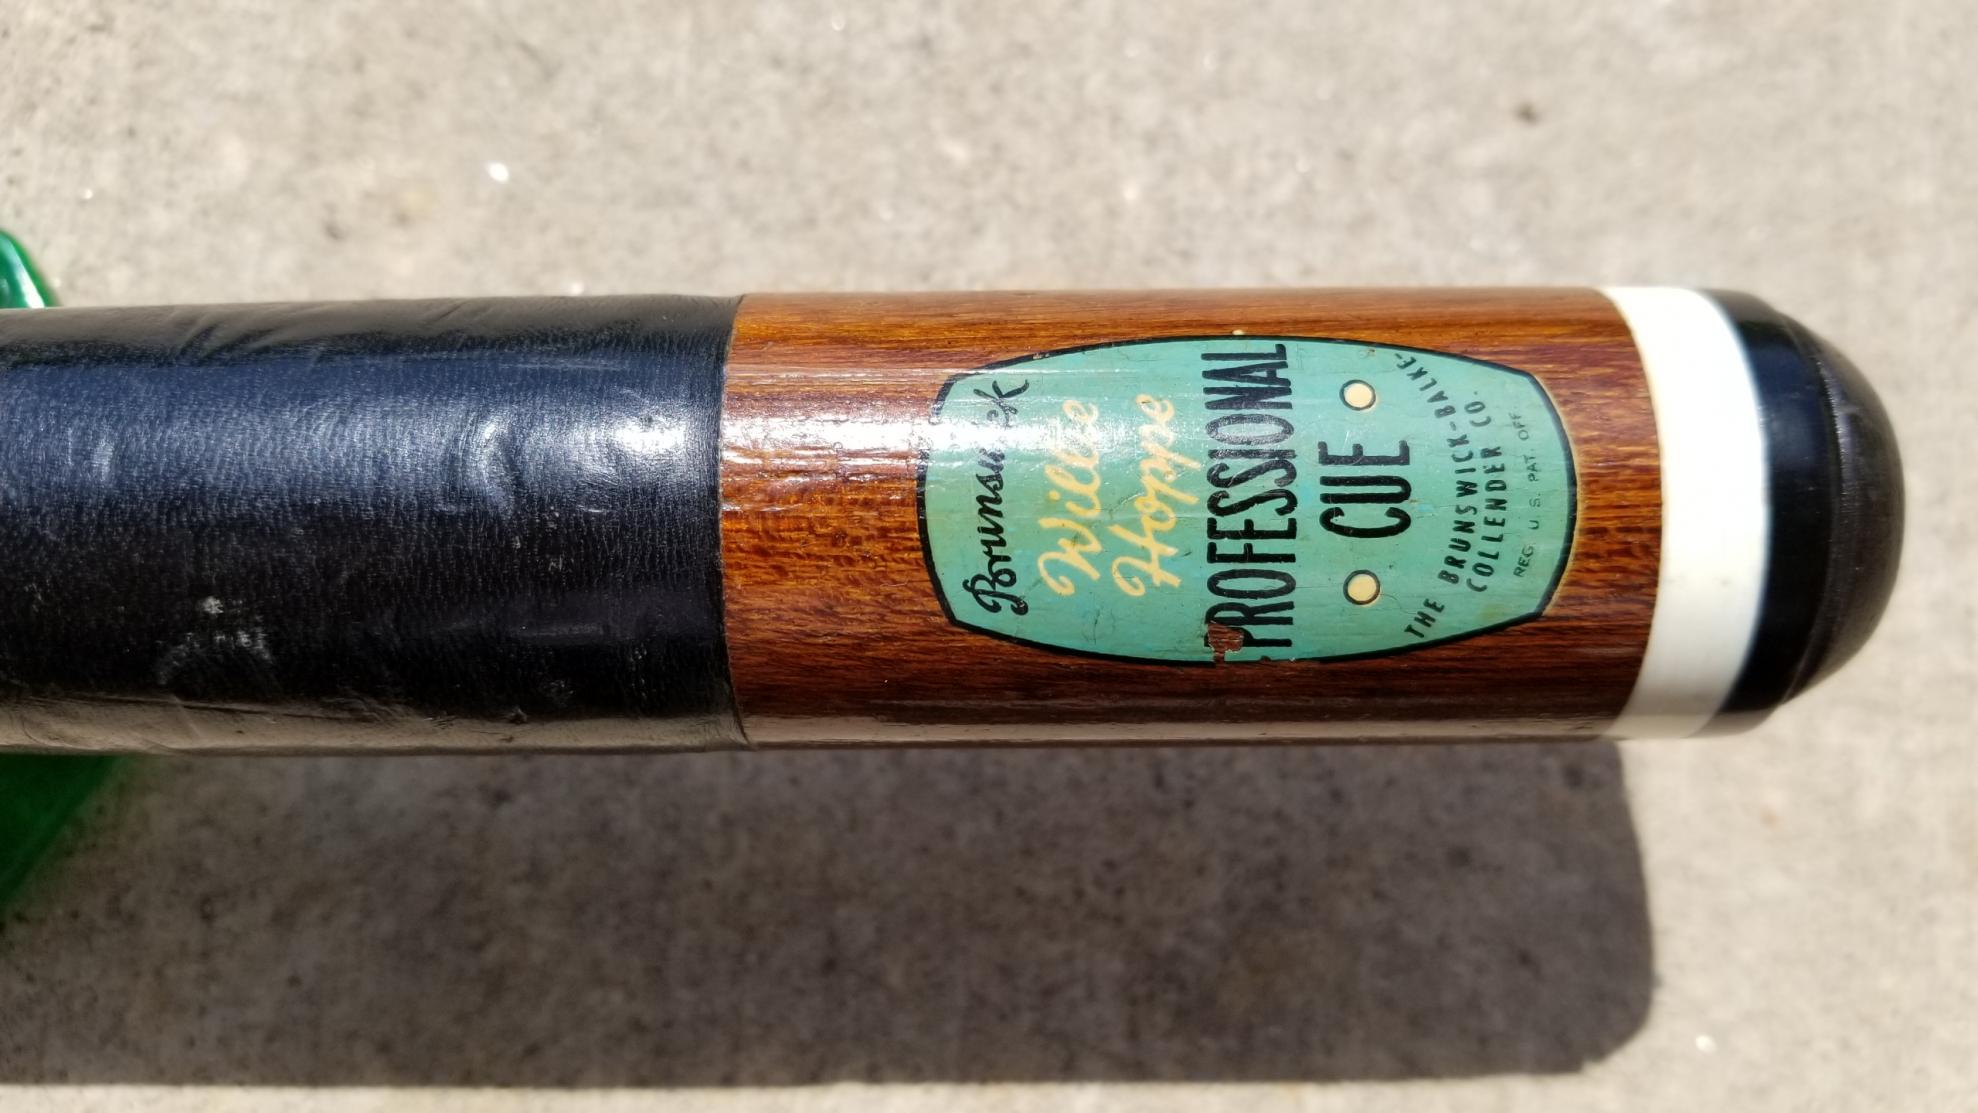 Brunswick
Willie
Hoppe
PROFESSIONAL
CUE
THE BRUNSWICK-BALKE-
COLLENDER CO.
REG. U.S. PAT. OFF.